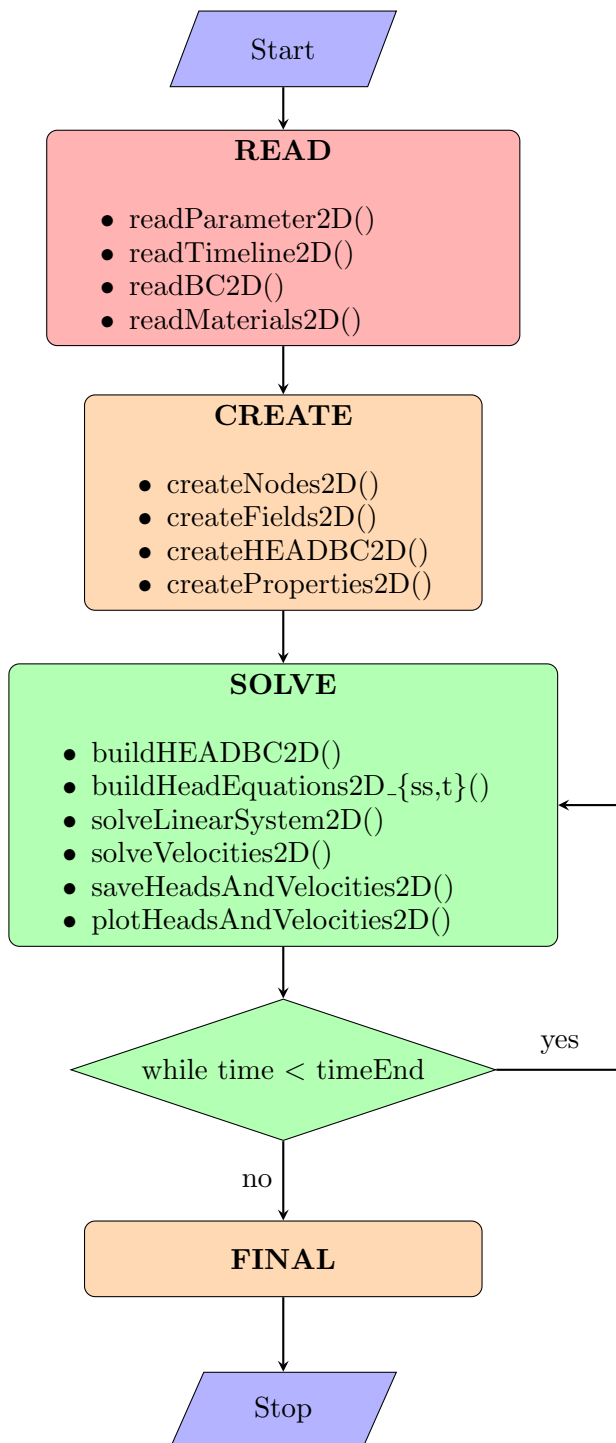 Start
READ
• readParameter2D()
• readTimeline2D()
• readBC2D()
• readMaterials2D()
CREATE
• createNodes2D()
• createFields2D()
• createHEADBC2D()
• createProperties2D()
SOLVE
• buildHEADBC2D()
• buildHeadEquations2D_{ss,t}()
• solveLinearSystem2D()
• solveVelocities2D()
• saveHeadsAndVelocities2D()
• plotHeadsAndVelocities2D()
while time < timeEnd
yes
no
FINAL
Stop